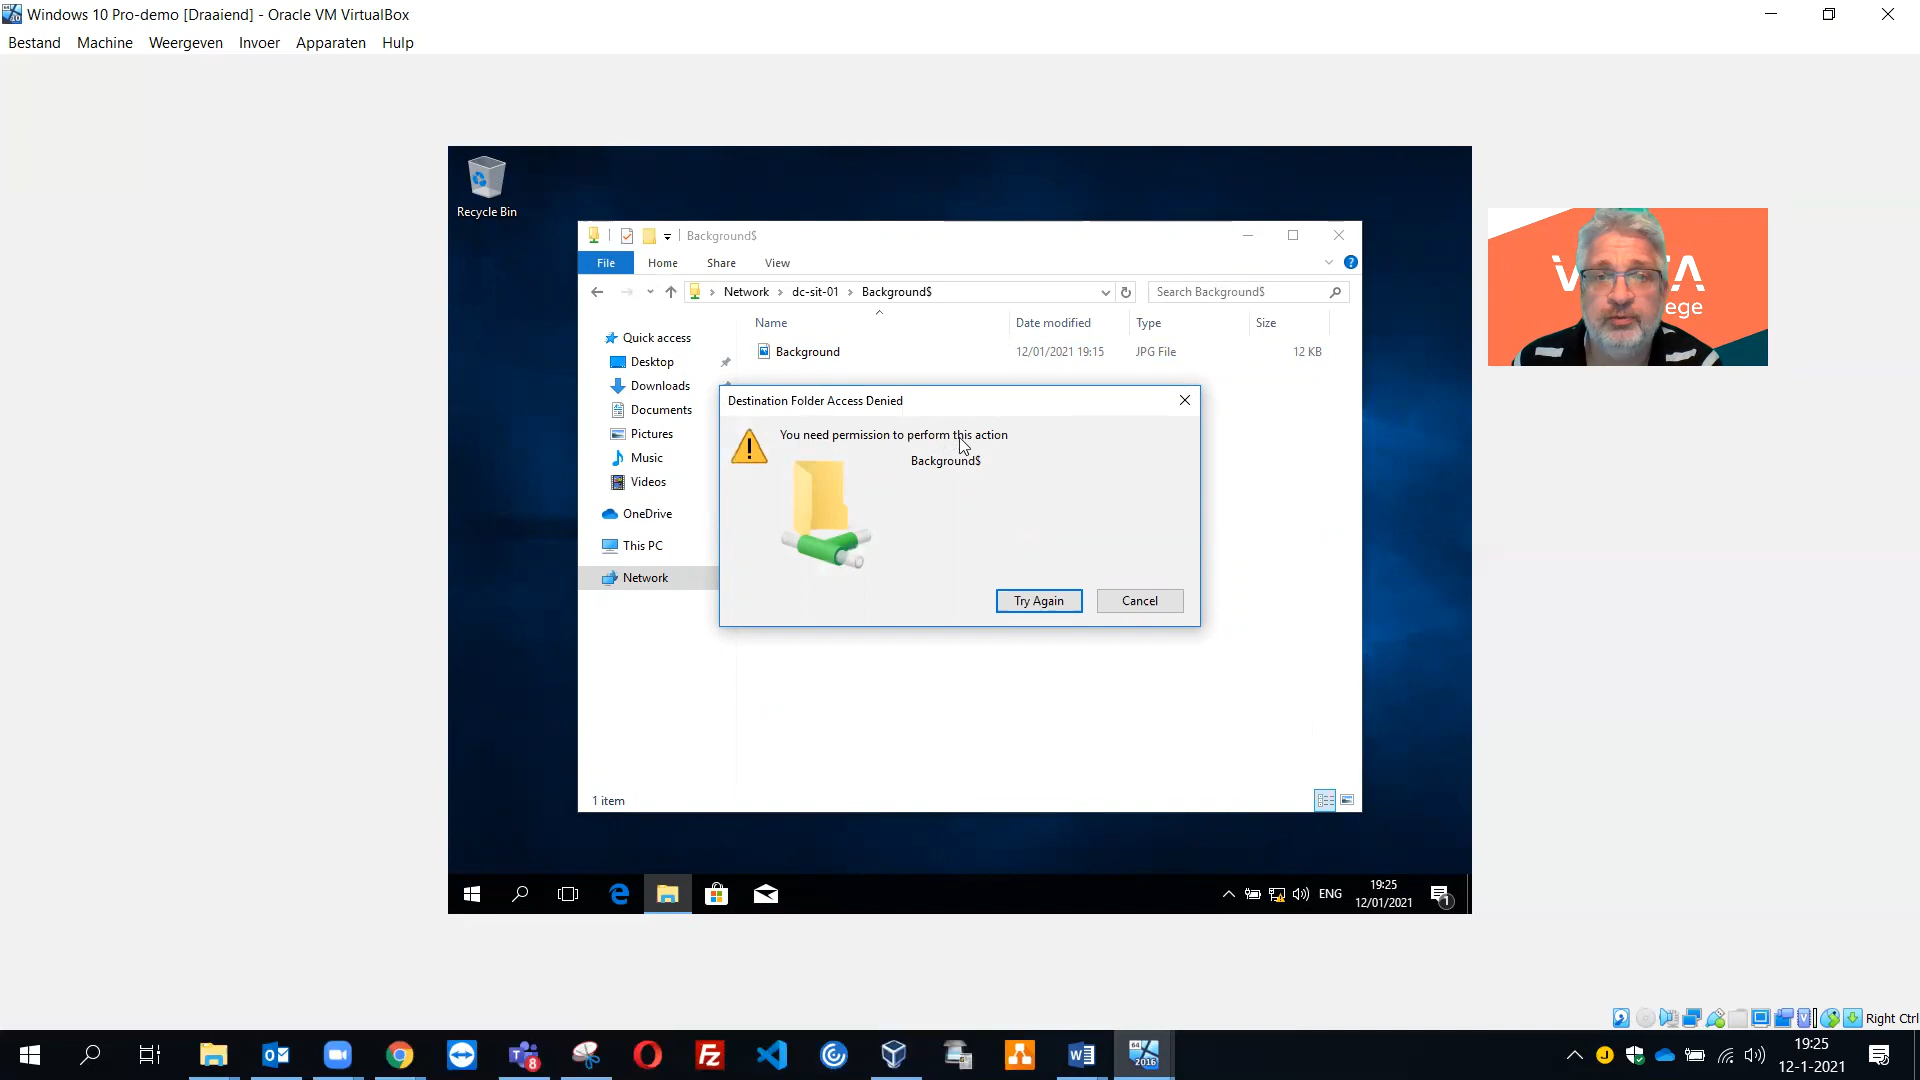 Windows 10 Pro-demo [Draaiend] - Oracle VM VirtualBox
Bestand Machine Weergeven Invoer Apparaten Hulp
Recycle Bin
Background$
File Home Share View
Network dc-sit-01 Background$
Search Background$
Name Date modified Type Size
Background 12/01/2021 19:15 JPG File 12 KB
Quick access
Desktop
Downloads
Documents
Pictures
Music
Videos
OneDrive
This PC
Network
Destination Folder Access Denied
You need permission to perform this action
Background$
Try Again Cancel
1 item
ENG
19:25
12/01/2021
1
ege
Right Ctrl
8
64
2016
19:25
12-1-2021